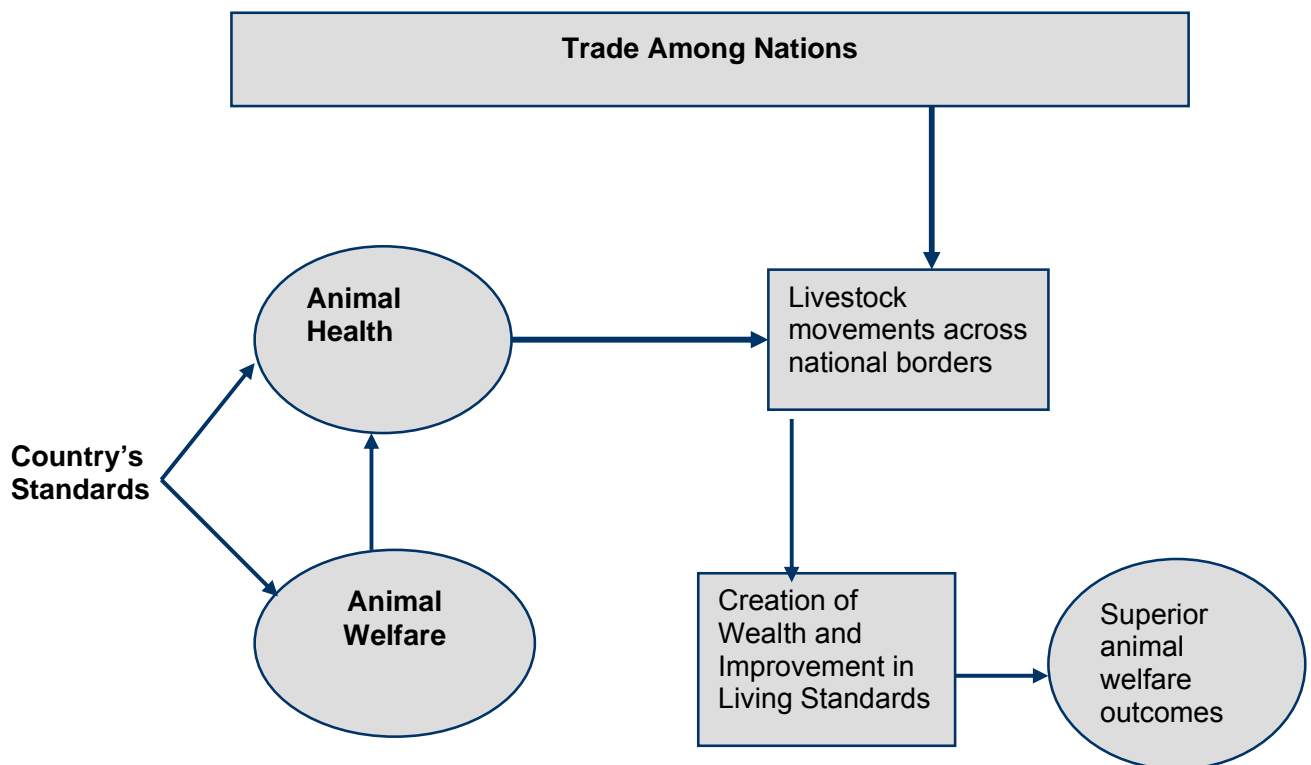 Trade Among Nations
Animal
Health
Livestock
movements across
national borders
Country’s
Standards
Animal
Welfare
Creation of
Wealth and
Improvement in
Living Standards
Superior
animal
welfare
outcomes